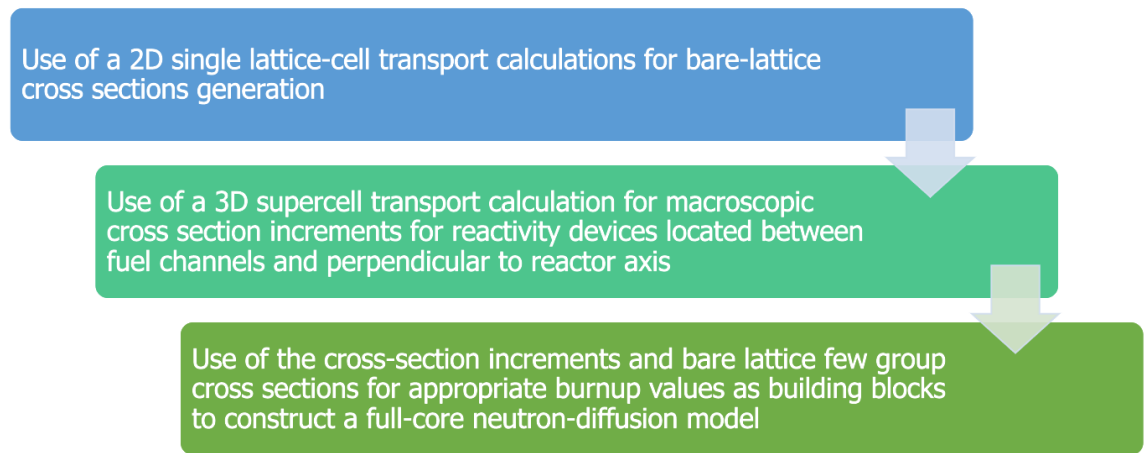 Use of a 2D single lattice-cell transport calculations for bare-lattice
cross sections generation
Use of a 3D supercell transport calculation for macroscopic
cross section increments for reactivity devices located between
fuel channels and perpendicular to reactor axis
Use of the cross-section increments and bare lattice few group
cross sections for appropriate burnup values as building blocks
to construct a full-core neutron-diffusion model